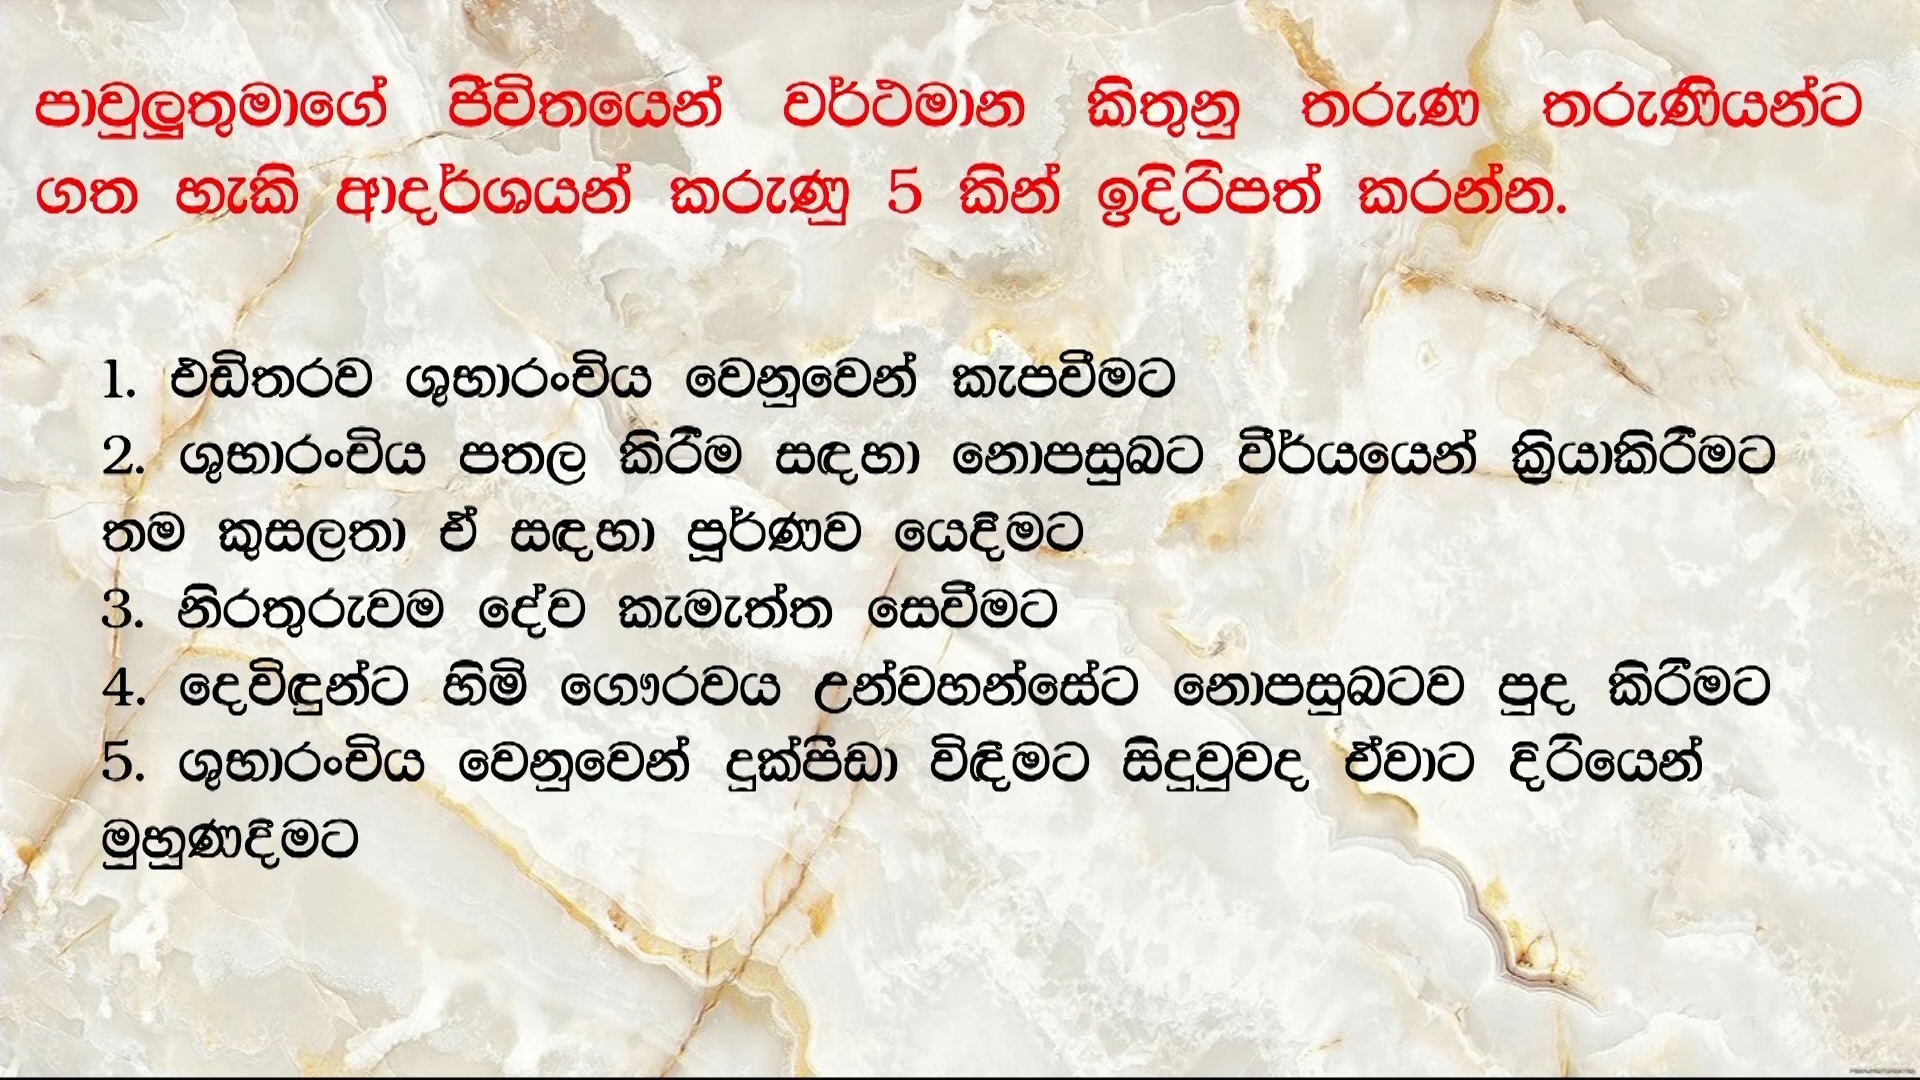 පාවුලුතුමාගේ ජීවිතයෙන් වර්ථමාන කිතුනු තරුණ තරුණියන්ට
ගත හැකි ආදර්ශයන් කරුණු 5 කින් ඉදිරිපත් කරන්න.
1. එඩිතරව ශුභාරංචිය වෙනුවෙන් කැපවීමට
2. ශුභාරංචිය පතල කිරීම සඳහා නොපසුබට වීර්යයෙන් ක්‍රියාකිරීමට
තම කුසලතා ඒ සඳහා පූර්ණව යෙදීමට
3. නිරතුරුවම දේව කැමැත්ත සෙවීමට
4. දෙවිඳුන්ට හිමි ගෞරවය උන්වහන්සේට නොපසුබටව පුද කිරීමට
5. ශුභාරංචිය වෙනුවෙන් දුක්පීඩා විඳීමට සිදුවුවද ඒවාට දිරියෙන්
මුහුණදීමට